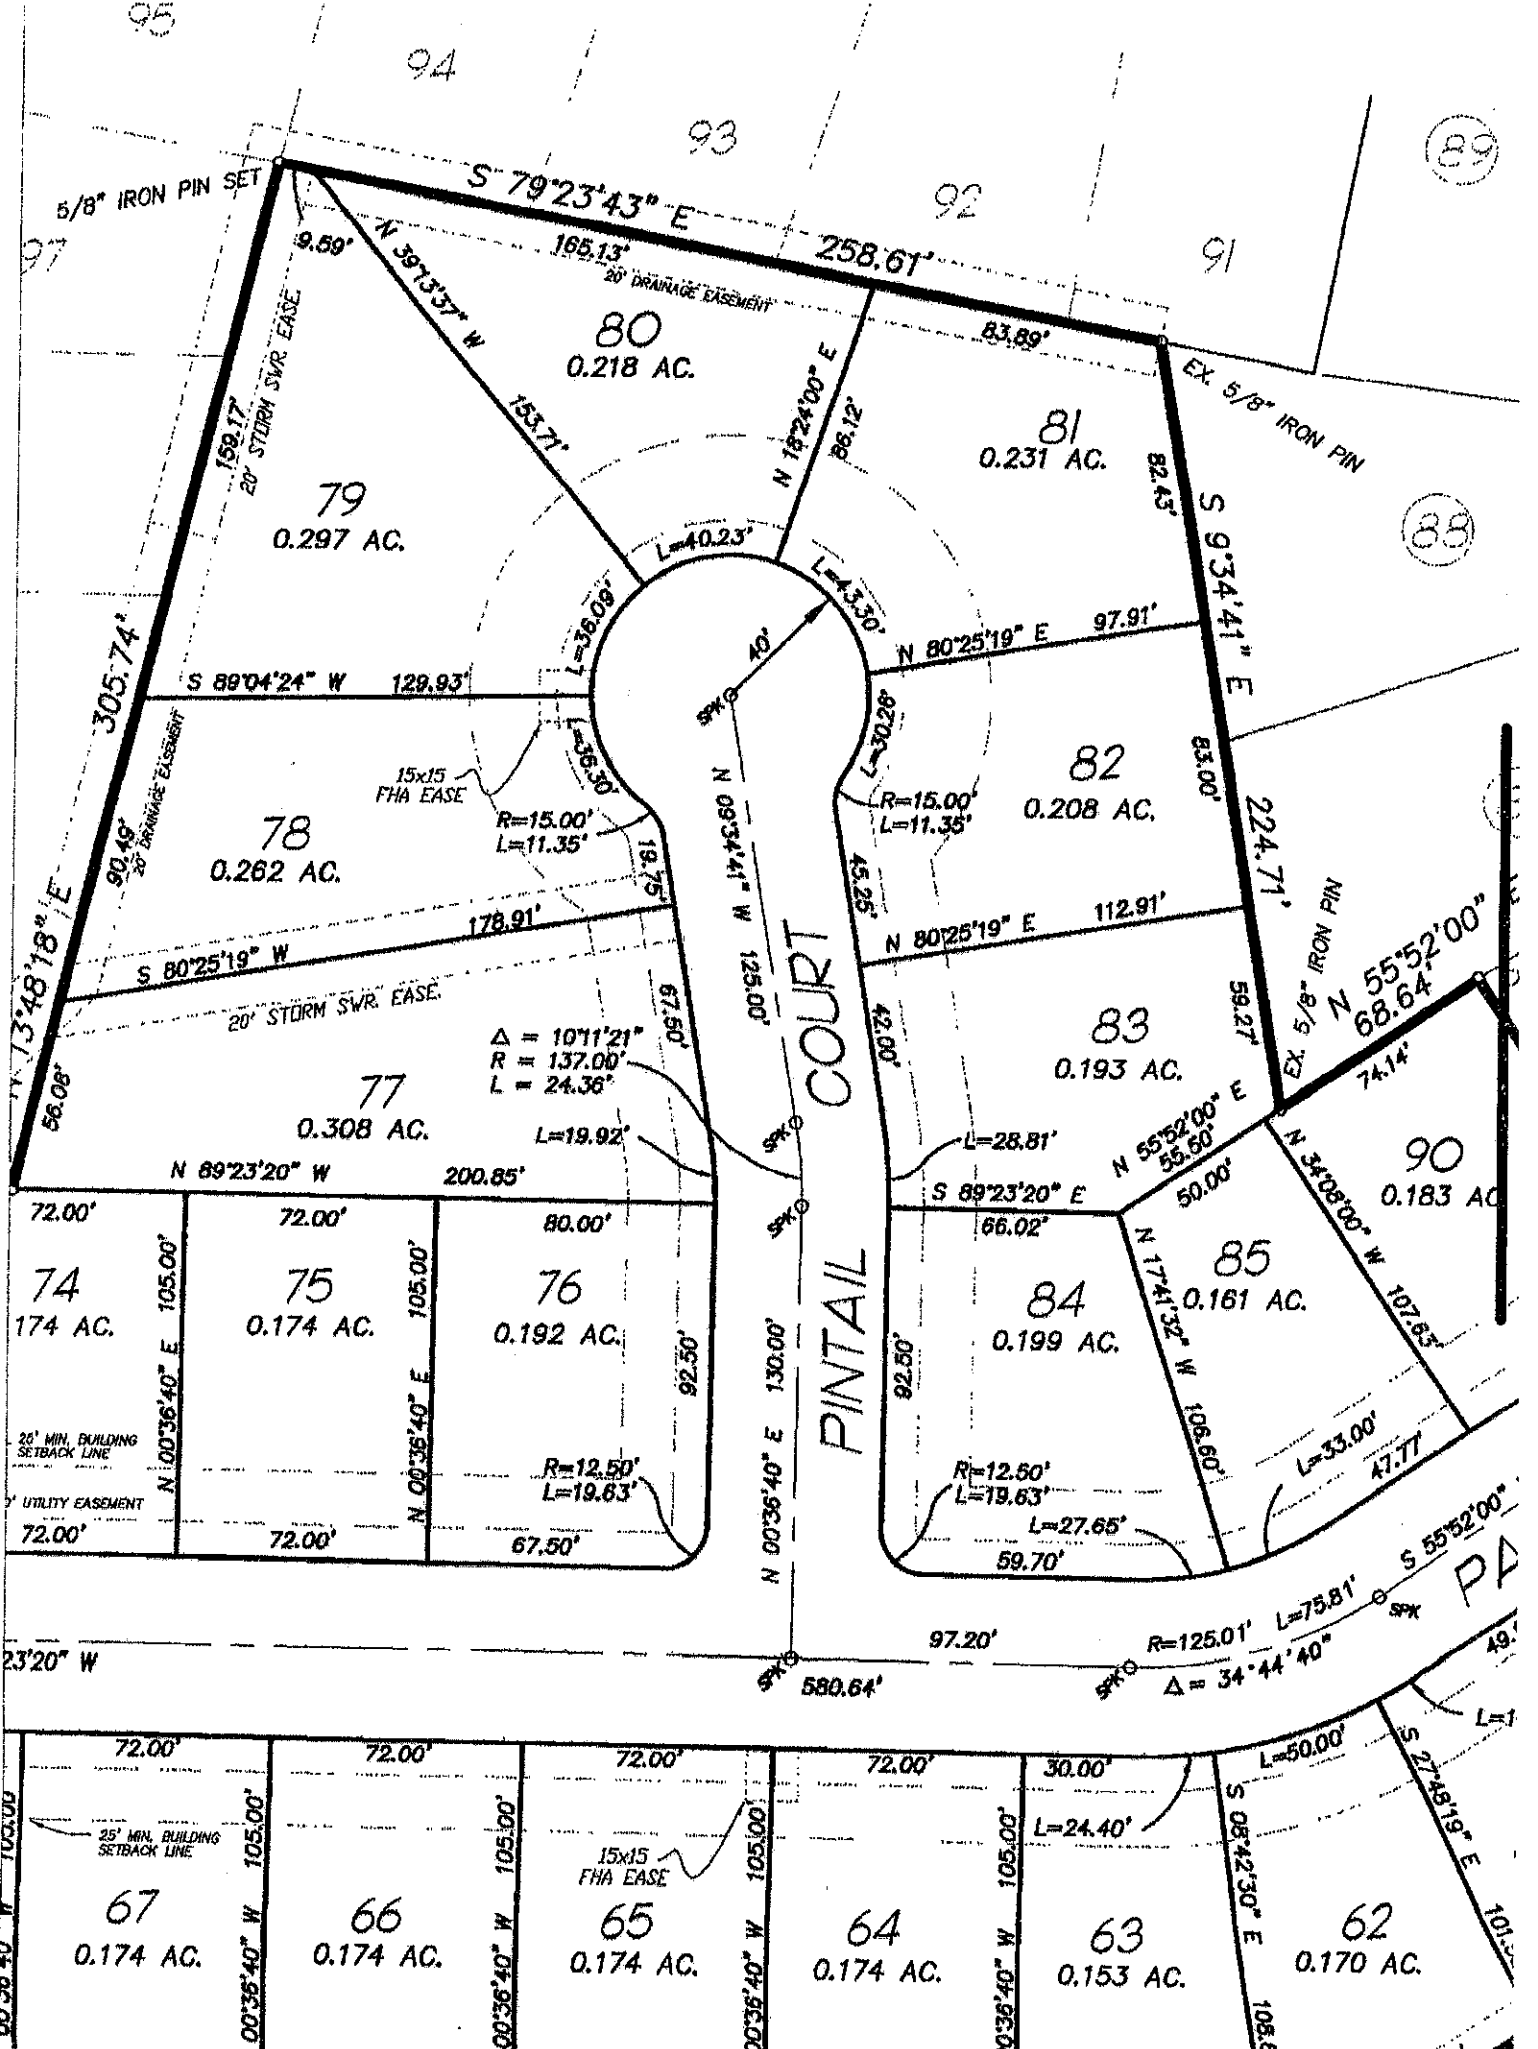 95
94
93
92
91
89
97
88
5/8" IRON PIN SET
S 79°23'43" E
258.61'
9.59'
165.13'
20' DRAINAGE EASEMENT
83.89'
EX. 5/8" IRON PIN
N 39°13'37" W
153.71'
80
0.218 AC.
N 18°24'00" E
86.12'
81
0.231 AC.
82.43'
S 9°34'41" E
224.71'
159.17'
20' STORM SWR. EASE.
79
0.297 AC.
L=40.23'
L=43.30'
L=36.09'
40'
SPK
N 80°25'19" E
97.91'
305.74'
N 13°48'18" E
S 89°04'24" W
129.93'
L=36.30'
L=30.26'
15x15
FHA EASE
R=15.00'
L=11.35'
R=15.00'
L=11.35'
82
0.208 AC.
83.00'
78
0.262 AC.
90.49'
20' DRAINAGE EASEMENT
19.75'
N 09°34'41" W
125.00'
45.25'
178.91'
S 80°25'19" W
N 80°25'19" E
112.91'
20' STORM SWR. EASE.
67.50'
42.00'
59.27'
EX. 5/8" IRON PIN
N 55°52'00"
68.64'
74.14'
Δ = 10°11'21"
R = 137.00'
L = 24.36'
PINTAIL COURT
83
0.193 AC.
77
0.308 AC.
56.08'
L=19.92'
SPK
L=28.81'
N 55°52'00" E
55.50'
50.00'
N 34°08'00" W
107.63'
90
0.183 AC
N 89°23'20" W
200.85'
S 89°23'20" E
66.02'
72.00'
72.00'
80.00'
SPK
74
174 AC.
N 00°36'40" E
105.00'
75
0.174 AC.
N 00°36'40" E
105.00'
76
0.192 AC.
92.50'
N 00°36'40" E
130.00'
92.50'
84
0.199 AC.
N 17°41'32" W
106.60'
85
0.161 AC.
25' MIN. BUILDING
SETBACK LINE
UTILITY EASEMENT
R=12.50'
L=19.63'
R=12.50'
L=19.63'
L=33.00'
47.77'
72.00'
72.00'
67.50'
L=27.65'
59.70'
S 55°52'00"
PA
23'20" W
SPK
580.64'
97.20'
SPK
R=125.01'
L=75.81'
Δ = 34°44'40"
SPK
72.00'
72.00'
72.00'
72.00'
30.00'
L=50.00'
L=24.40'
25' MIN. BUILDING
SETBACK LINE
15x15
FHA EASE
105.00
105.00'
105.00'
105.00'
105.00'
S 08°42'30" E
S 27°48'19" E
67
0.174 AC.
66
0.174 AC.
65
0.174 AC.
64
0.174 AC.
63
0.153 AC.
62
0.170 AC.
00°36'40" W
00°36'40" W
00°36'40" W
0°36'40" W